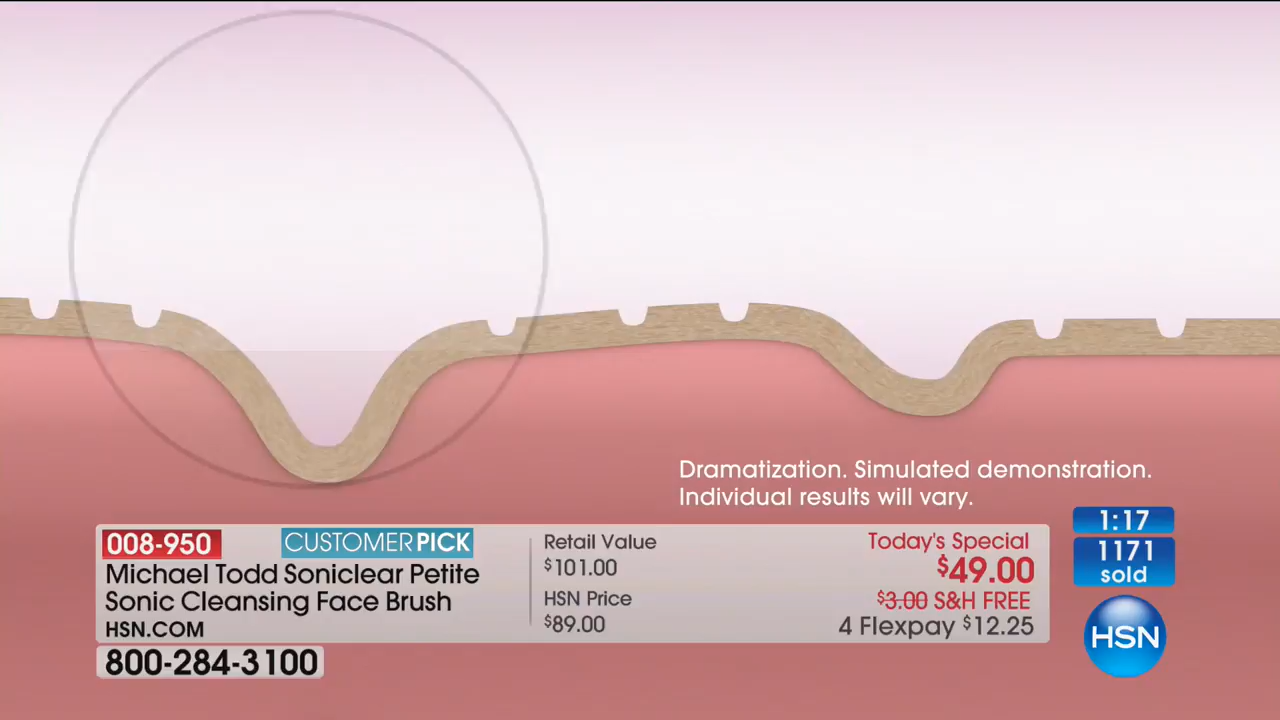 Dramatization. Simulated demonstration.
Individual results will vary.
1:17
1171
sold
HSN
008-950
CUSTOMERPICK
Michael Todd Soniclear Petite
Sonic Cleansing Face Brush
HSN.COM
Retail Value
$101.00
HSN Price
$89.00
Today's Special
$49.00
$3.00 S&H FREE
4 Flexpay $12.25
800-284-3100